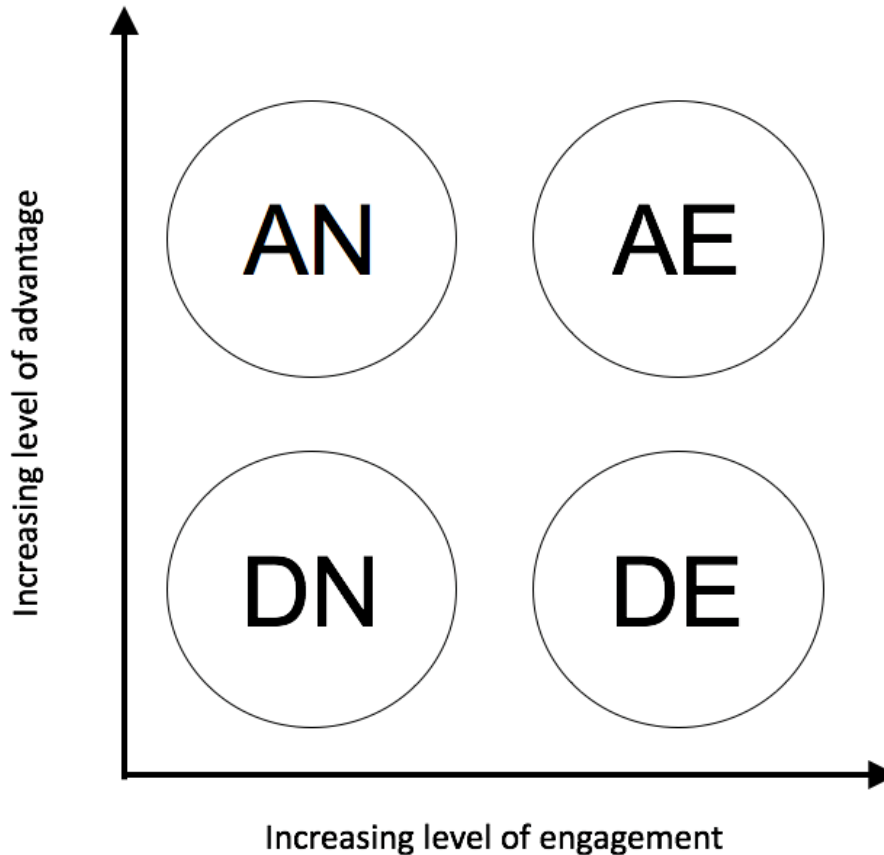 Increasing level of advantage
AN
AE
DN
DE
Increasing level of engagement